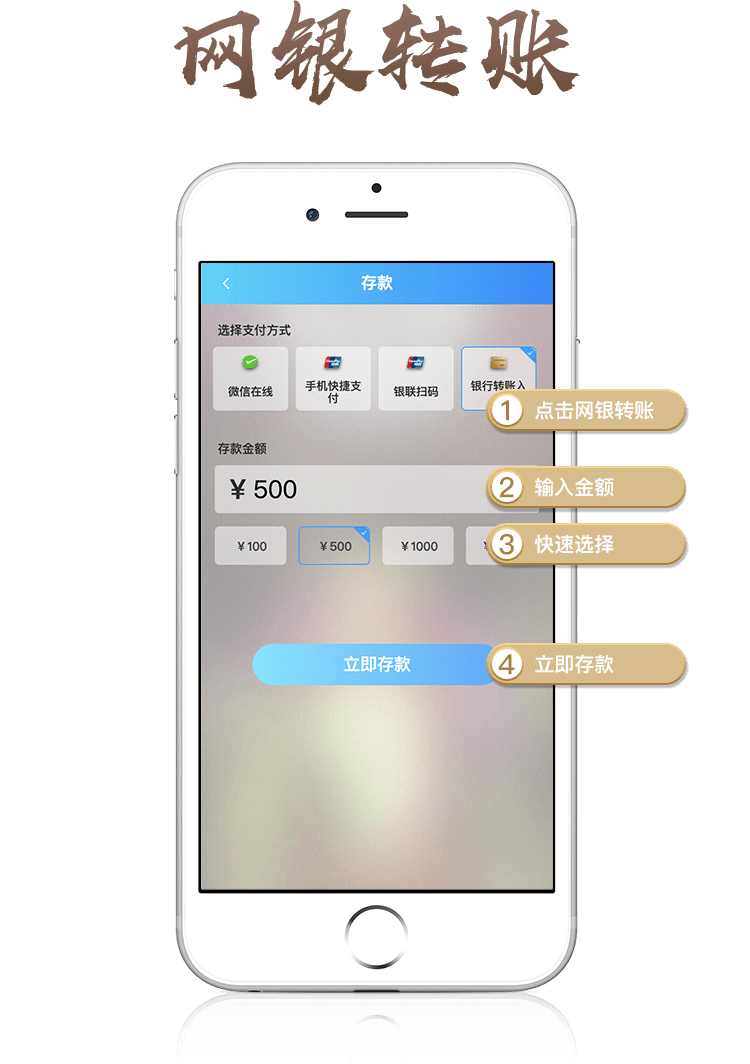 网银转账
存款
选择支付方式
微信在线
手机快捷支
付
银联扫码
银行转账入
1 点击网银转账
存款金额
¥ 500
2 输入金额
¥100
¥500
¥1000
¥
3 快速选择
立即存款
4 立即存款